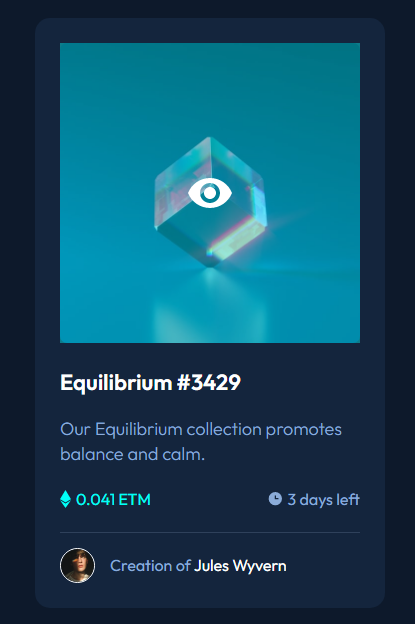 Equilibrium #3429
Our Equilibrium collection promotes
balance and calm.
0.041 ETM
3 days left
Creation of Jules Wyvern